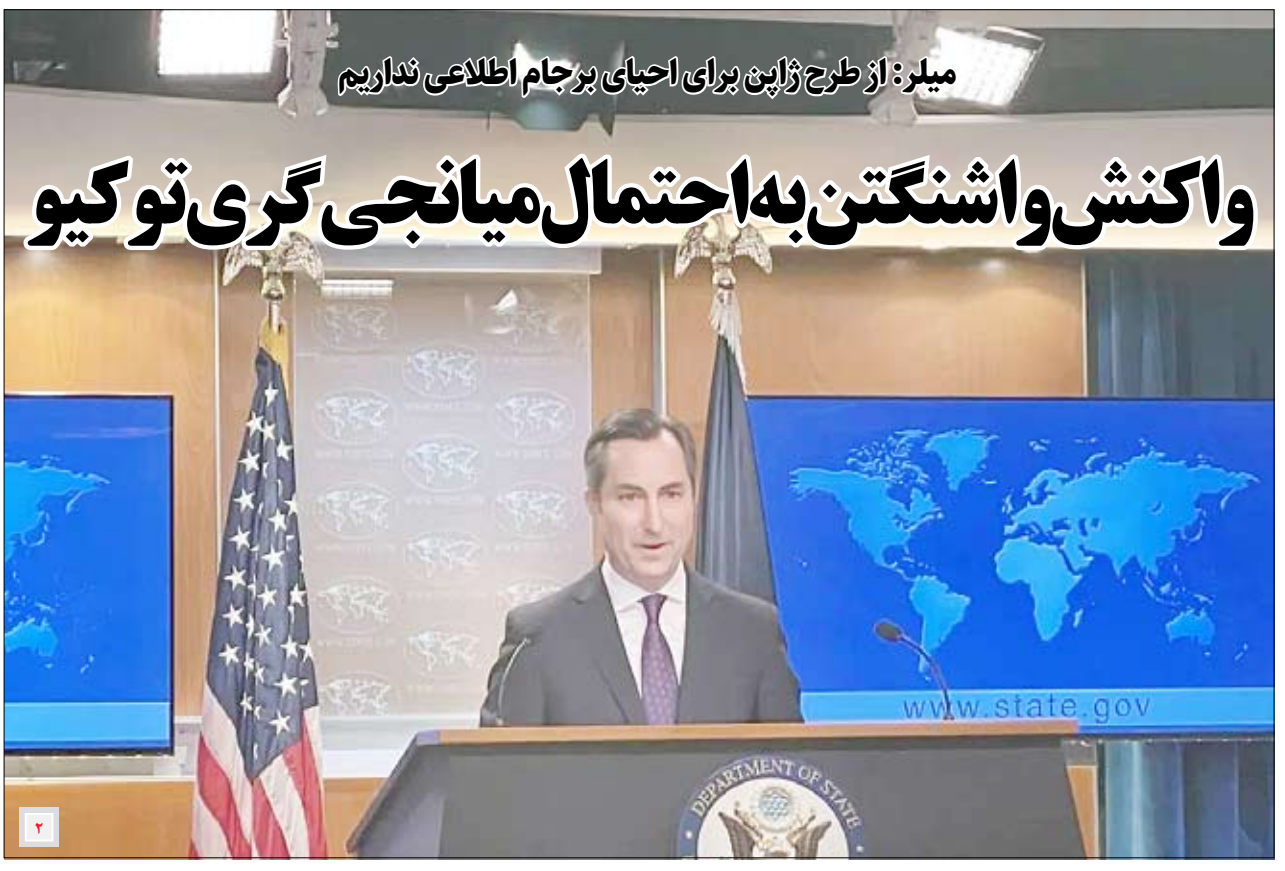 میلر: از طرح ژاپن برای احیای برجام اطلاعی نداریم
واکنش واشنگتن به احتمال میانجی گری توکیو
www.state.gov
DEPARTMENT OF STATE
۲